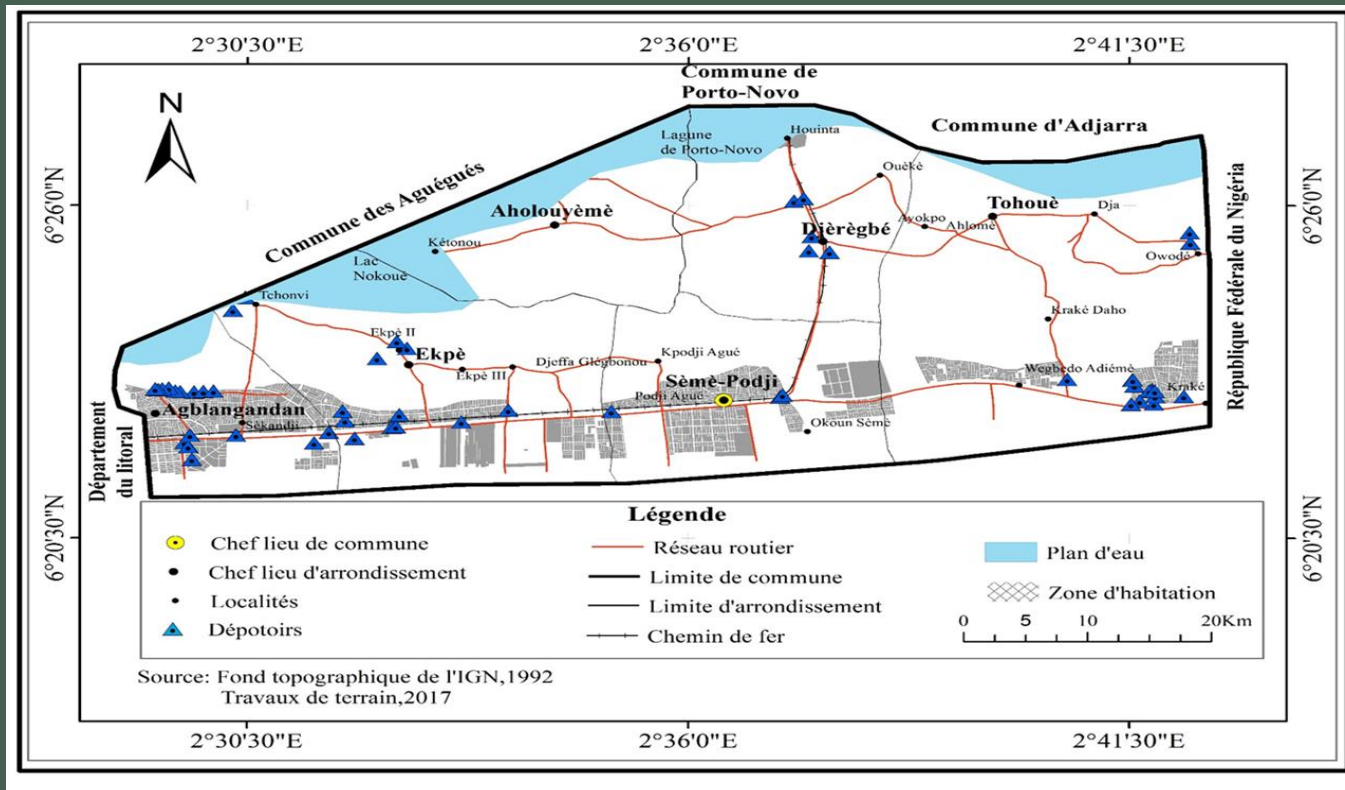 2°30'30"E
2°36'0"E
2°41'30"E
Commune de
Porto-Novo
N
Houinta
Lagune
de Porto-Novo
Commune d'Adjarra
Commune des Aguégués
Ouèkè
6°26'0"N
6°26'0"N
Aholouyèmè
Tohouè
Dja
Djèrègbé
Ayokpo
Ahlomè
Kétonou
Owodé
Lac
Nokoué
République Fédérale du Nigéria
Tchonvi
Kraké Daho
Ekpè II
Ekpè
Djeffa Glégbonou
Kpodji Agué
Ekpè III
Wegbedo Adiémè
Sèmè-Podji
Podji Agué
Kraké
Agblangandan
Sèkandji
Okoun Sèmè
Département
du litoral
Légende
Chef lieu de commune
Chef lieu d'arrondissement
Localités
Dépotoirs
Réseau routier
Limite de commune
Limite d'arrondissement
Chemin de fer
Plan d'eau
Zone d'habitation
0 5 10 20Km
6°20'30"N
6°20'30"N
Source: Fond topographique de l'IGN,1992
Travaux de terrain,2017
2°30'30"E
2°36'0"E
2°41'30"E